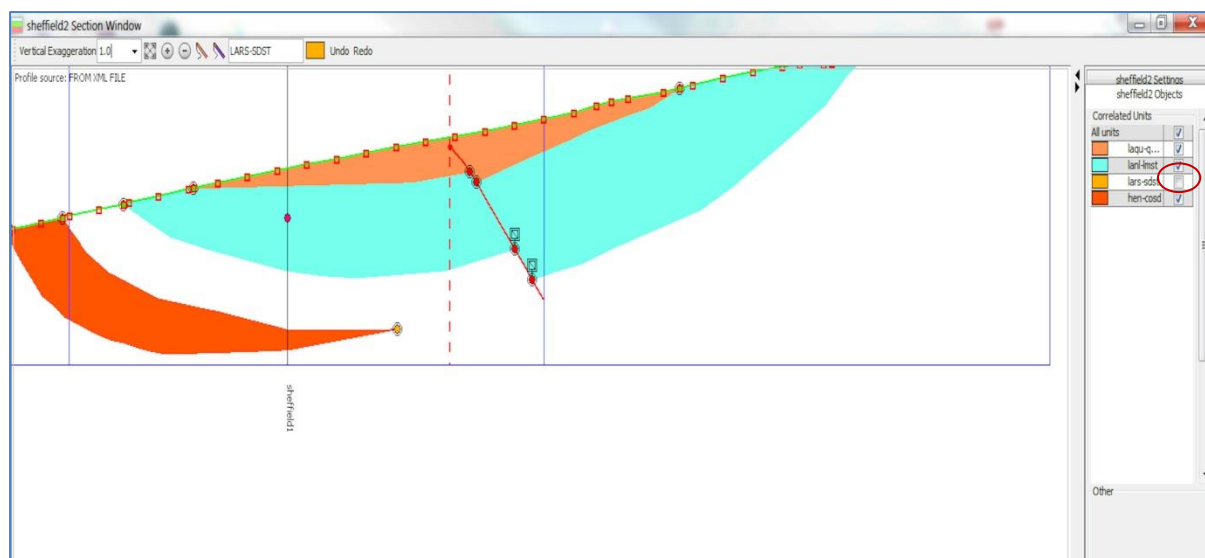 sheffield2 Section Window
Vertical Exaggeration 1.0 LARS-SDST Undo Redo
Profile source: FROM XML FILE
sheffield2 Settings
sheffield2 Objects
Correlated Units
All units
laqu-q...
lanl-lmst
lars-sdst
hen-cosd
sheffield1
Other